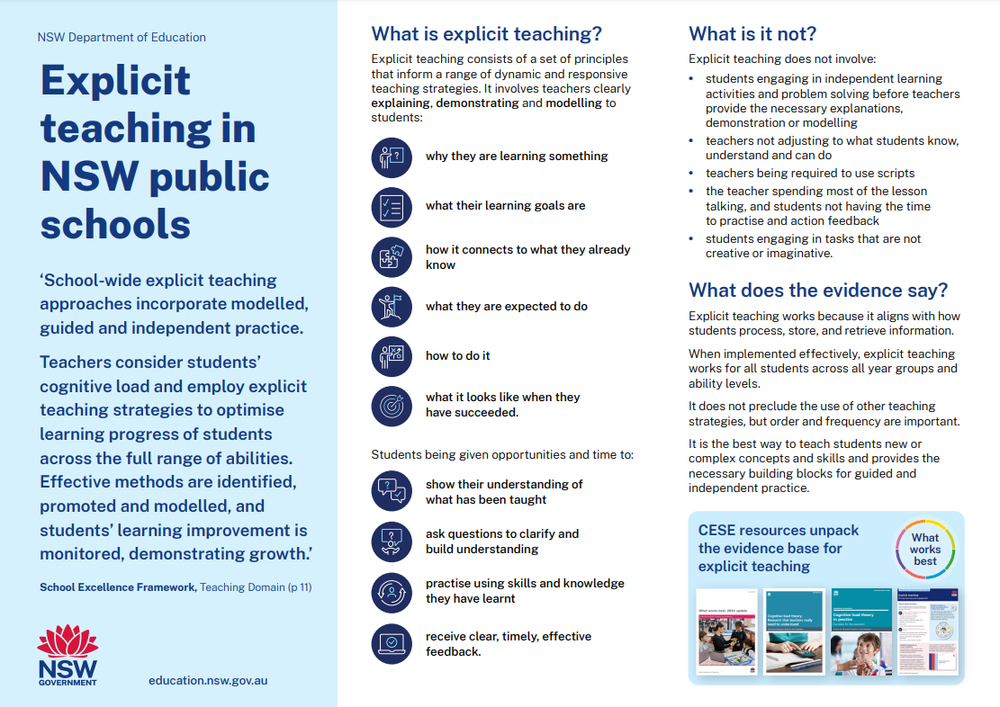 NSW Department of Education
Explicit
teaching in
NSW public
schools
‘School-wide explicit teaching
approaches incorporate modelled,
guided and independent practice.
Teachers consider students’
cognitive load and employ explicit
teaching strategies to optimise
learning progress of students
across the full range of abilities.
Effective methods are identified,
promoted and modelled, and
students’ learning improvement is
monitored, demonstrating growth.’
School Excellence Framework, Teaching Domain (p 11)
NSW
GOVERNMENT
education.nsw.gov.au
What is explicit teaching?
Explicit teaching consists of a set of principles
that inform a range of dynamic and responsive
teaching strategies. It involves teachers clearly
explaining, demonstrating and modelling to
students:
why they are learning something
what their learning goals are
how it connects to what they already
know
what they are expected to do
how to do it
what it looks like when they
have succeeded.
Students being given opportunities and time to:
show their understanding of
what has been taught
ask questions to clarify and
build understanding
practise using skills and knowledge
they have learnt
receive clear, timely, effective
feedback.
What is it not?
Explicit teaching does not involve:
• students engaging in independent learning
activities and problem solving before teachers
provide the necessary explanations,
demonstration or modelling
• teachers not adjusting to what students know,
understand and can do
• teachers being required to use scripts
• the teacher spending most of the lesson
talking, and students not having the time
to practise and action feedback
• students engaging in tasks that are not
creative or imaginative.
What does the evidence say?
Explicit teaching works because it aligns with how
students process, store, and retrieve information.
When implemented effectively, explicit teaching
works for all students across all year groups and
ability levels.
It does not preclude the use of other teaching
strategies, but order and frequency are important.
It is the best way to teach students new or
complex concepts and skills and provides the
necessary building blocks for guided and
independent practice.
CESE resources unpack
the evidence base for
explicit teaching
What
works
best
What works best: 2020 update
Cognitive load theory:
Research that teachers really
need to understand
Cognitive load theory
in practice
Explicit teaching